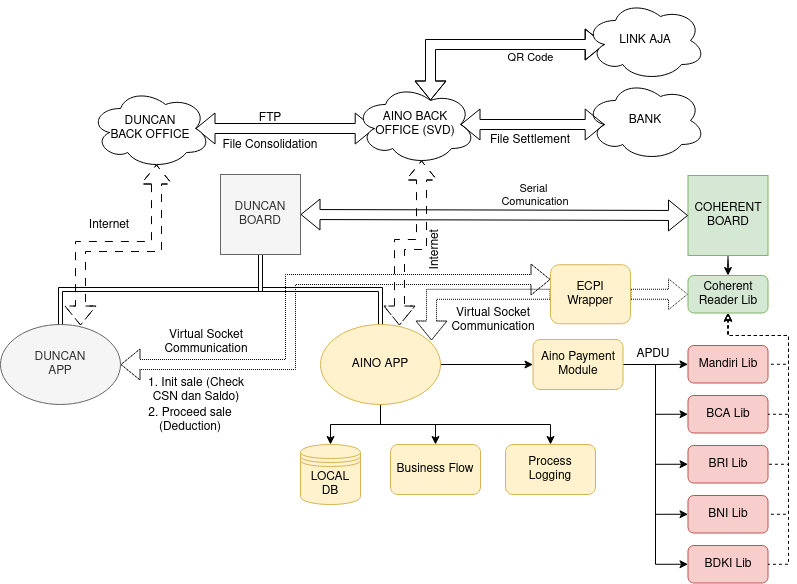 LINK AJA
QR Code
DUNCAN
BACK OFFICE
FTP
File Consolidation
AINO BACK
OFFICE (SVD)
File Settlement
BANK
Internet
DUNCAN
BOARD
Serial
Comunication
COHERENT
BOARD
Internet
ECPI
Wrapper
Coherent
Reader Lib
Virtual Socket
Communication
Virtual Socket
Communication
DUNCAN
APP
1. Init sale (Check
CSN dan Saldo)
2. Proceed sale
(Deduction)
AINO APP
Aino Payment
Module
APDU
Mandiri Lib
BCA Lib
BRI Lib
BNI Lib
BDKI Lib
LOCAL
DB
Business Flow
Process
Logging